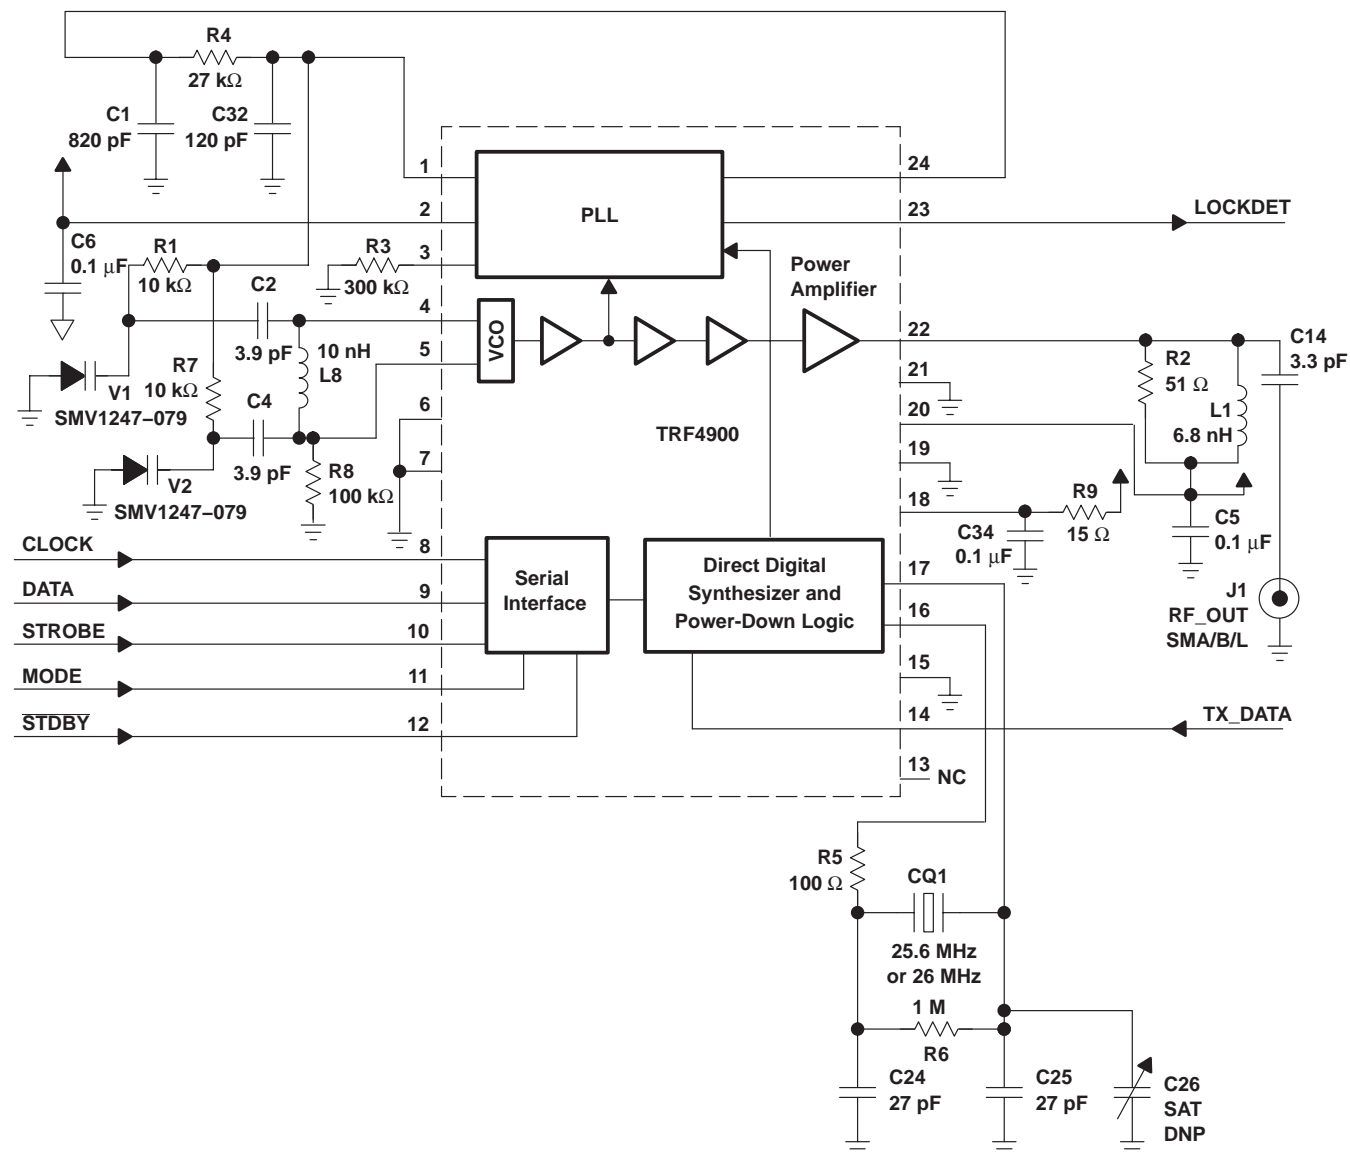 R4
27 kΩ
C1
820 pF
C32
120 pF
1
24
PLL
2
23
LOCKDET
C6
0.1 μF
R1
10 kΩ
R3
300 kΩ
3
C2
3.9 pF
Power
Amplifier
4
VCO
22
C14
3.3 pF
10 nH
L8
5
R2
51 Ω
R7
10 kΩ
V1
SMV1247–079
21
C4
3.9 pF
6
20
L1
6.8 nH
TRF4900
19
7
V2
SMV1247–079
R8
100 kΩ
18
R9
15 Ω
C34
0.1 μF
C5
0.1 μF
CLOCK
8
Serial
Interface
Direct Digital
Synthesizer and
Power-Down Logic
17
DATA
9
16
J1
RF_OUT
SMA/B/L
STROBE
10
15
MODE
11
STDBY
12
14
TX_DATA
13
NC
R5
100 Ω
CQ1
25.6 MHz
or 26 MHz
1 M
R6
C24
27 pF
C25
27 pF
C26
SAT
DNP